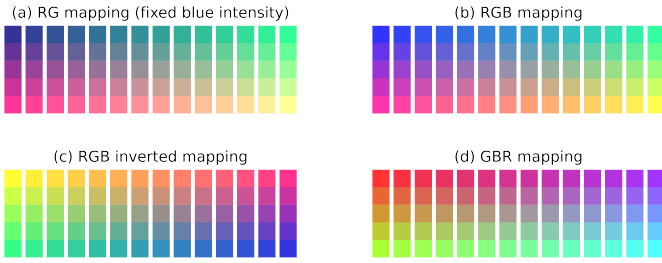 (a) RG mapping (fixed blue intensity)
(b) RGB mapping
(c) RGB inverted mapping
(d) GBR mapping